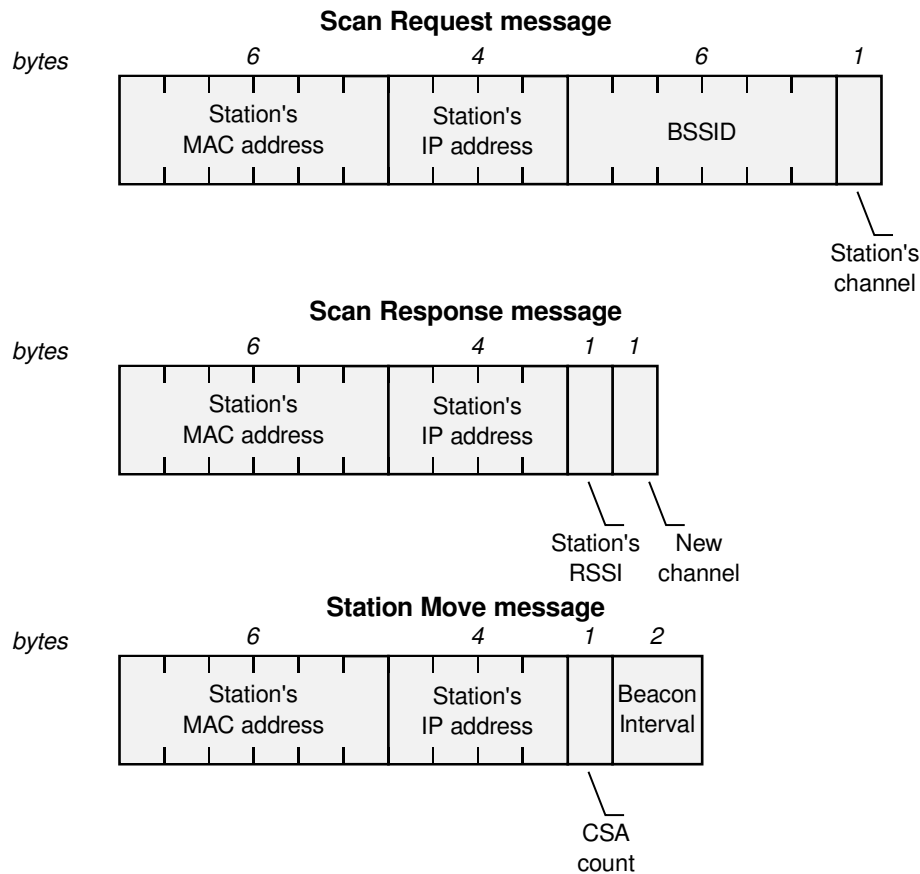 Scan Request message
bytes 6 4 6 1
Station's
MAC address
Station's
IP address
BSSID
Station's
channel
Scan Response message
bytes 6 4 1 1
Station's
MAC address
Station's
IP address
Station's
RSSI
New
channel
Station Move message
bytes 6 4 1 2
Station's
MAC address
Station's
IP address
Beacon
Interval
CSA
count